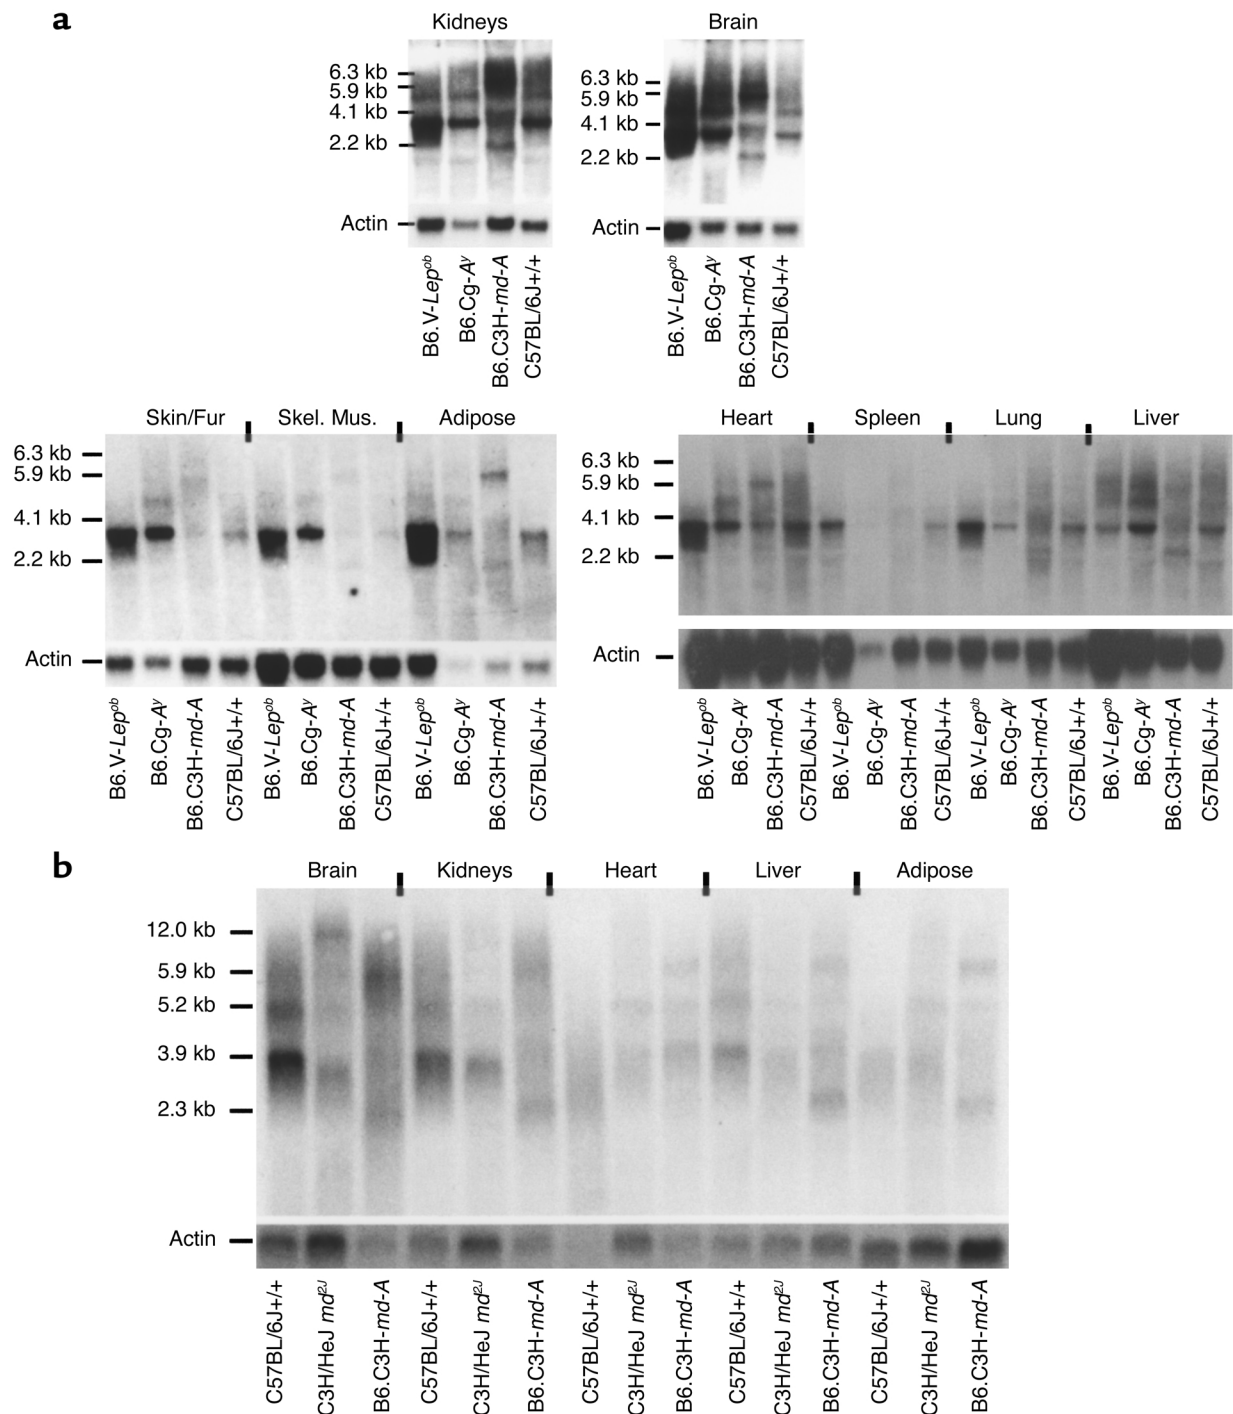 a
Kidneys
6.3 kb
5.9 kb
4.1 kb
2.2 kb
Actin
B6.V-Lepob
B6.Cg-Ay
B6.C3H-md-A
C57BL/6J+/+
Brain
6.3 kb
5.9 kb
4.1 kb
2.2 kb
Actin
B6.V-Lepob
B6.Cg-Ay
B6.C3H-md-A
C57BL/6J+/+
Skin/Fur Skel. Mus. Adipose
6.3 kb
5.9 kb
4.1 kb
2.2 kb
Actin
B6.V-Lepob
B6.Cg-Ay
B6.C3H-md-A
C57BL/6J+/+
B6.V-Lepob
B6.Cg-Ay
B6.C3H-md-A
C57BL/6J+/+
B6.V-Lepob
B6.Cg-Ay
B6.C3H-md-A
C57BL/6J+/+
Heart Spleen Lung Liver
6.3 kb
5.9 kb
4.1 kb
2.2 kb
Actin
B6.V-Lepob
B6.Cg-Ay
B6.C3H-md-A
C57BL/6J+/+
B6.V-Lepob
B6.Cg-Ay
B6.C3H-md-A
C57BL/6J+/+
B6.V-Lepob
B6.Cg-Ay
B6.C3H-md-A
C57BL/6J+/+
B6.V-Lepob
B6.Cg-Ay
B6.C3H-md-A
C57BL/6J+/+
b
Brain Kidneys Heart Liver Adipose
12.0 kb
5.9 kb
5.2 kb
3.9 kb
2.3 kb
Actin
C57BL/6J+/+
C3H/HeJ md2J
B6.C3H-md-A
C57BL/6J+/+
C3H/HeJ md2J
B6.C3H-md-A
C57BL/6J+/+
C3H/HeJ md2J
B6.C3H-md-A
C57BL/6J+/+
C3H/HeJ md2J
B6.C3H-md-A
C57BL/6J+/+
C3H/HeJ md2J
B6.C3H-md-A